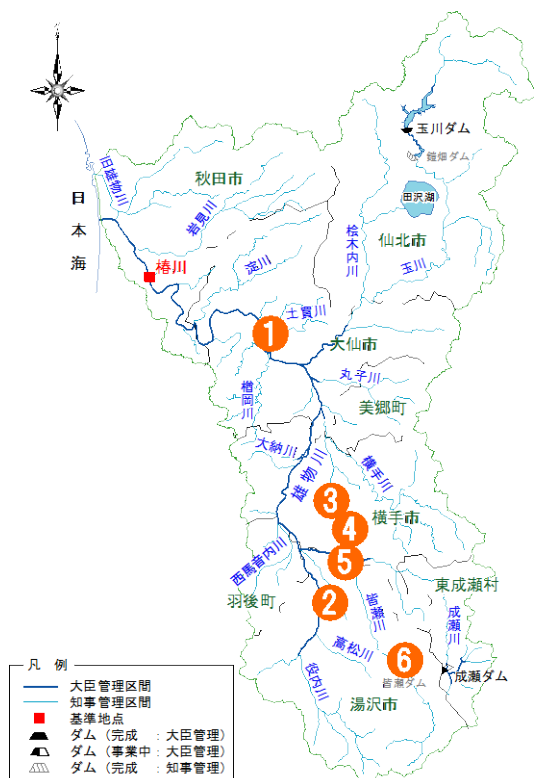 玉川ダム
鎧畑ダム
秋田市
旧雄物川
田沢湖
日本海
岩見川
仙北市
桧木内川
玉川
椿川
淀川
土買川
1
大仙市
丸子川
楢岡川
美郷町
大納川
雄物川
横手川
3
横手市
4
西馬音内川
5
東成瀬村
羽後町
2
皆瀬川
成瀬川
高松川
6
皆瀬ダム
成瀬ダム
役内川
湯沢市
凡 例
大臣管理区間
知事管理区間
基準地点
ダム（完成 ：大臣管理）
ダム（事業中：大臣管理）
ダム（完成 ：知事管理）